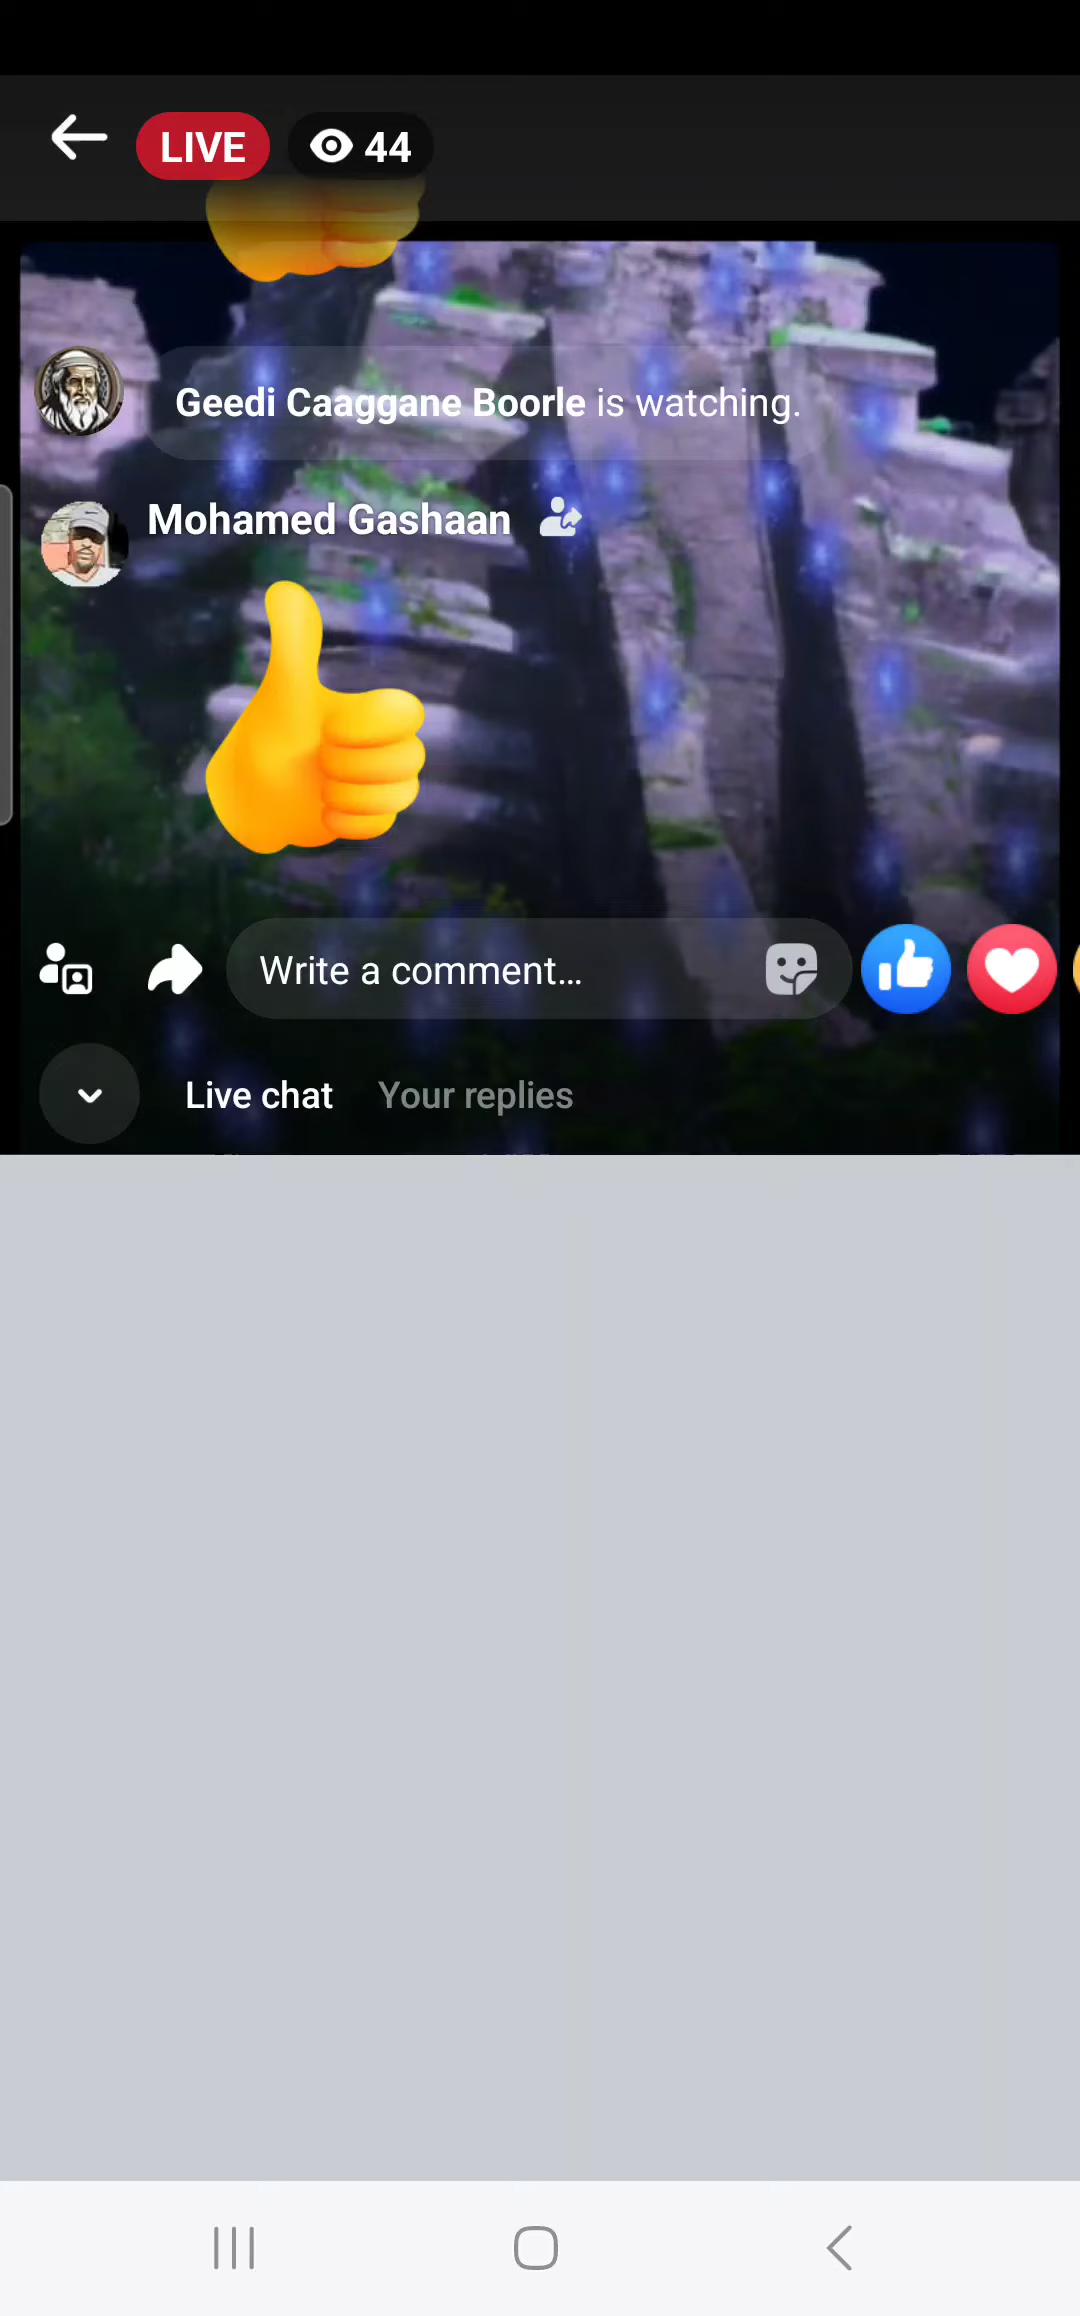 LIVE 44
Geedi Caaggane Boorle is watching.
Mohamed Gashaan
Write a comment...
Live chat Your replies